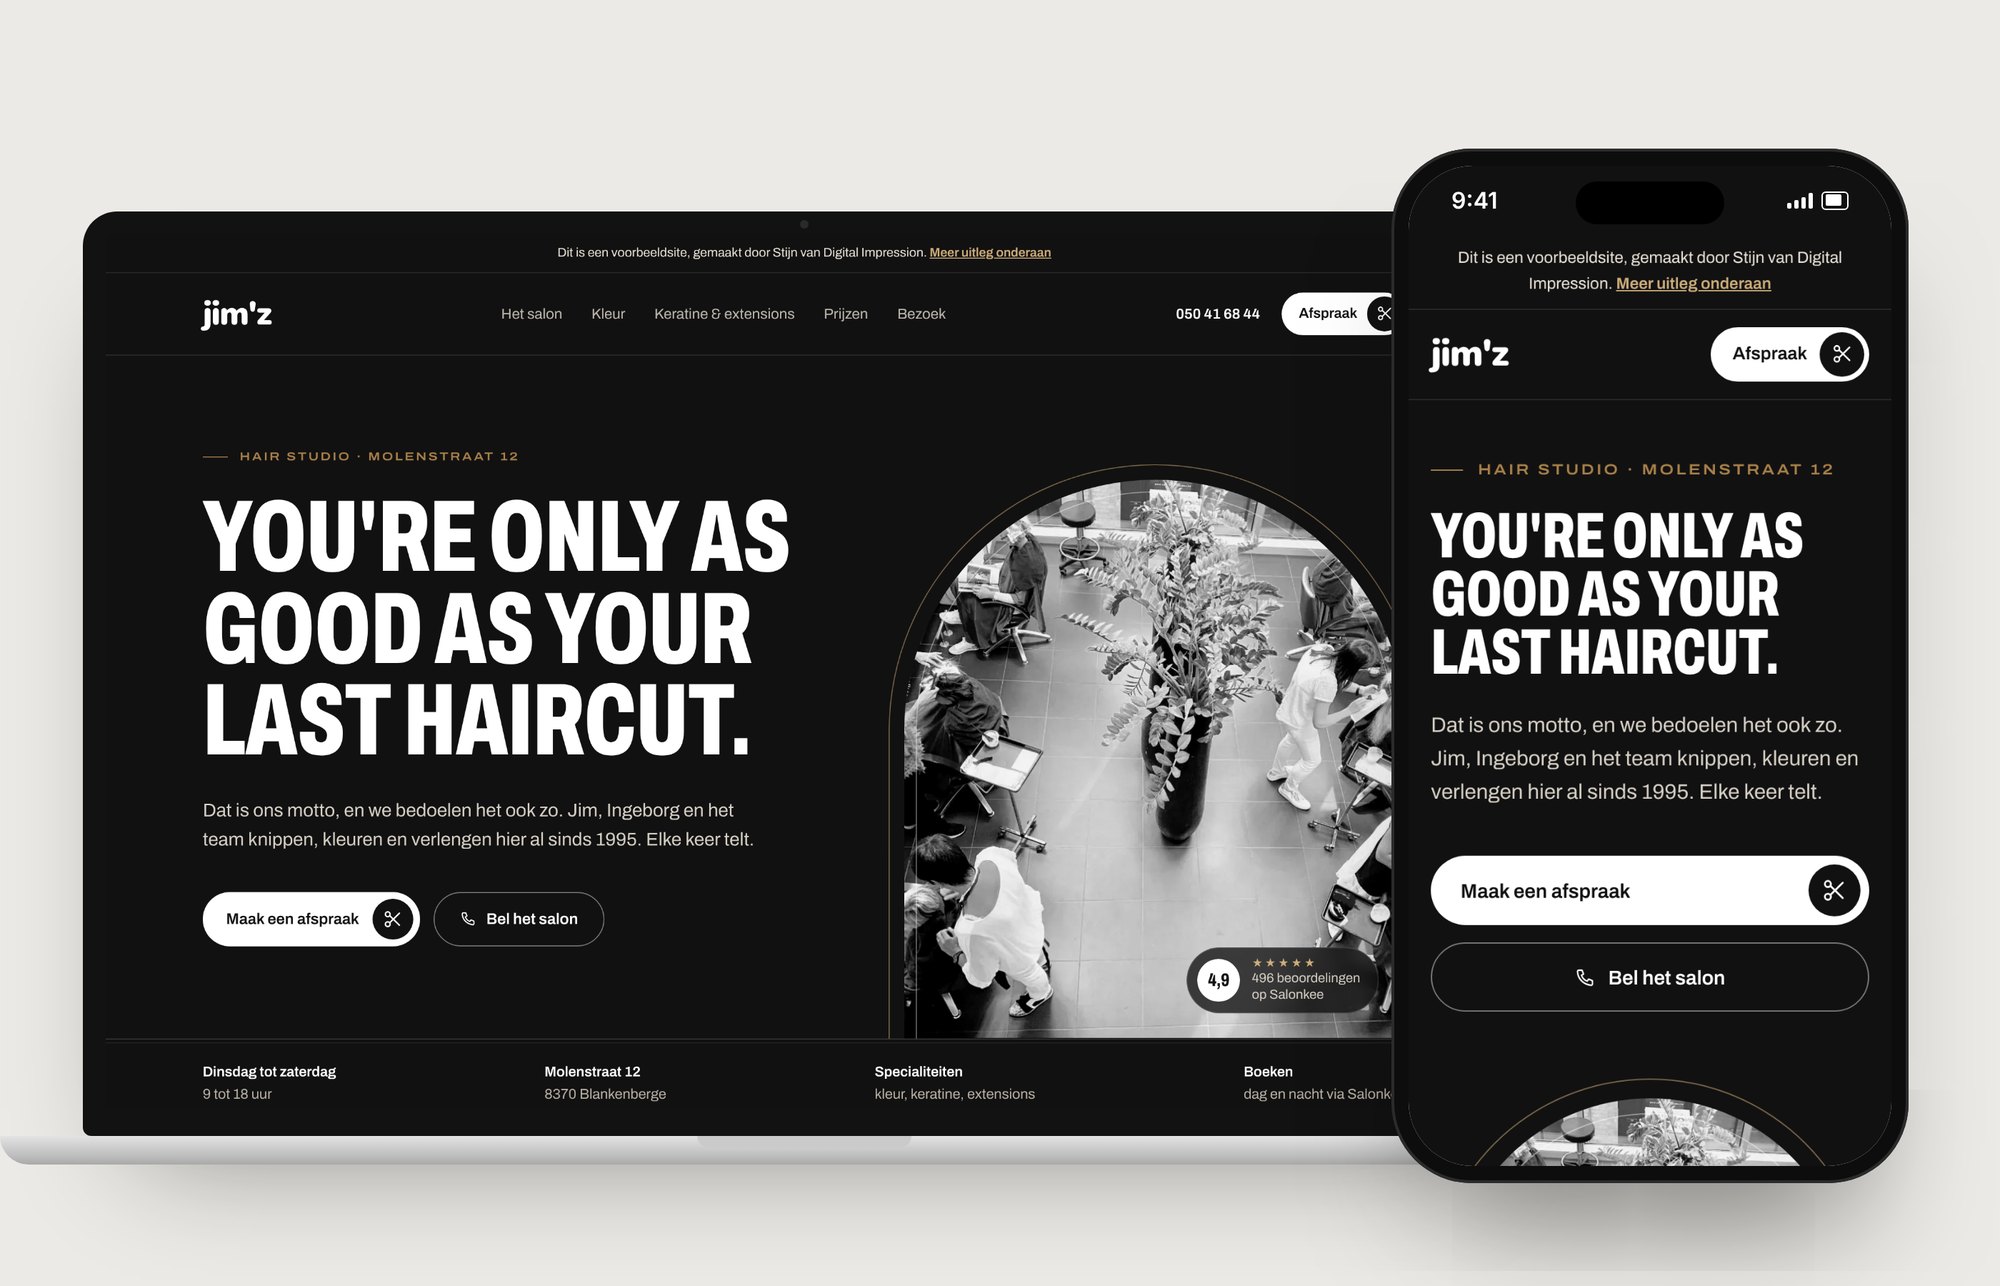 Dit is een voorbeeldsite, gemaakt door Stijn van Digital Impression. Meer uitleg onderaan
jim'z
Het salon
Kleur
Keratine & extensions
Prijzen
Bezoek
050 41 68 44
Afspraak
HAIR STUDIO · MOLENSTRAAT 12
YOU'RE ONLY AS
GOOD AS YOUR
LAST HAIRCUT.
Dat is ons motto, en we bedoelen het ook zo. Jim, Ingeborg en het
team knippen, kleuren en verlengen hier al sinds 1995. Elke keer telt.
Maak een afspraak
Bel het salon
4,9
★★★★★
496 beoordelingen
op Salonkee
Dinsdag tot zaterdag
9 tot 18 uur
Molenstraat 12
8370 Blankenberge
Specialiteiten
kleur, keratine, extensions
Boeken
dag en nacht via Salonk
9:41
Dit is een voorbeeldsite, gemaakt door Stijn van Digital
Impression. Meer uitleg onderaan
jim'z
Afspraak
HAIR STUDIO · MOLENSTRAAT 12
YOU'RE ONLY AS
GOOD AS YOUR
LAST HAIRCUT.
Dat is ons motto, en we bedoelen het ook zo.
Jim, Ingeborg en het team knippen, kleuren en
verlengen hier al sinds 1995. Elke keer telt.
Maak een afspraak
Bel het salon